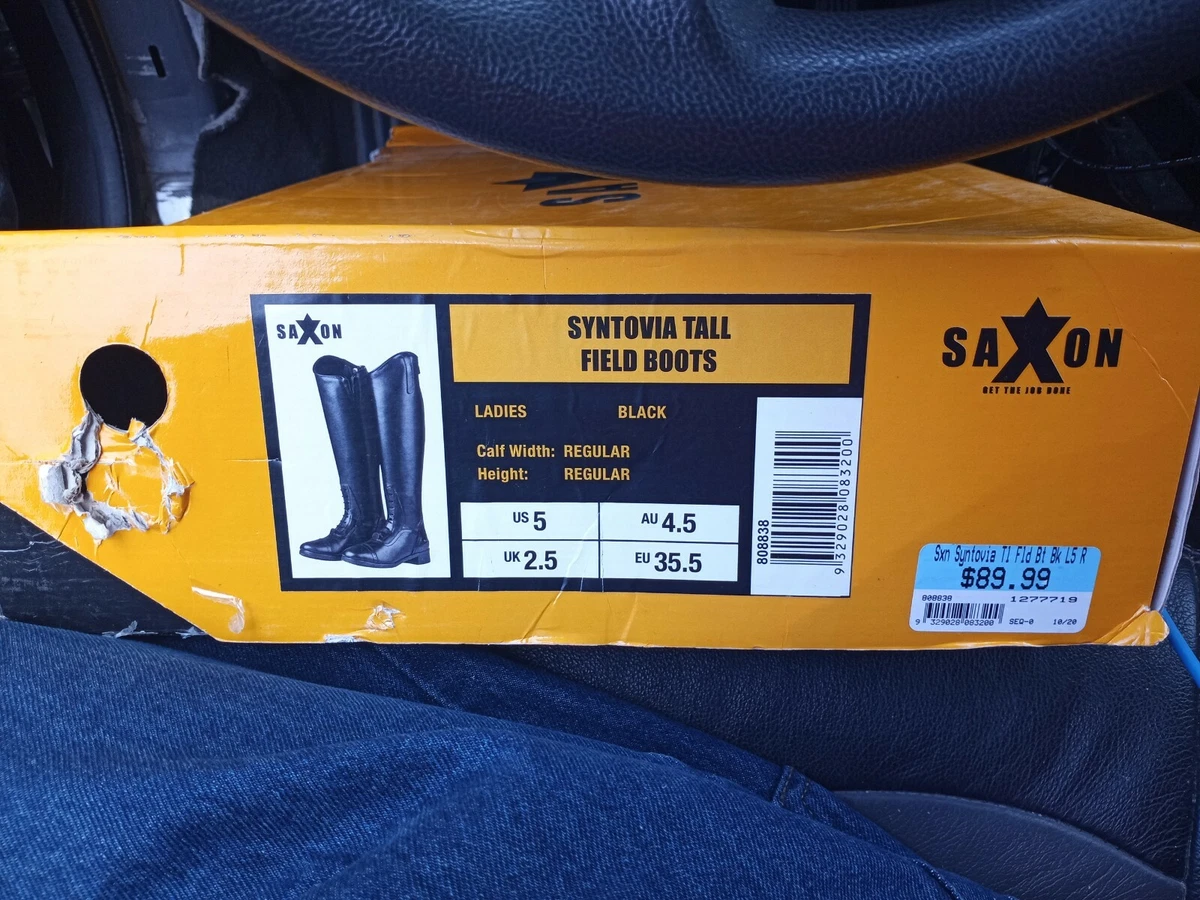 SAXON
SAXON
SYNTOVIA TALL
FIELD BOOTS
LADIES BLACK
Calf Width: REGULAR
Height: REGULAR
US 5 AU 4.5
UK 2.5 EU 35.5
808838
9 329028 083200
SAXON
GET THE JOB DONE
Sxn Syntovia Tl Fld Bt Bk L5 R
$89.99
808838 1277719
9 329028 083200 SEQ-0 10/20